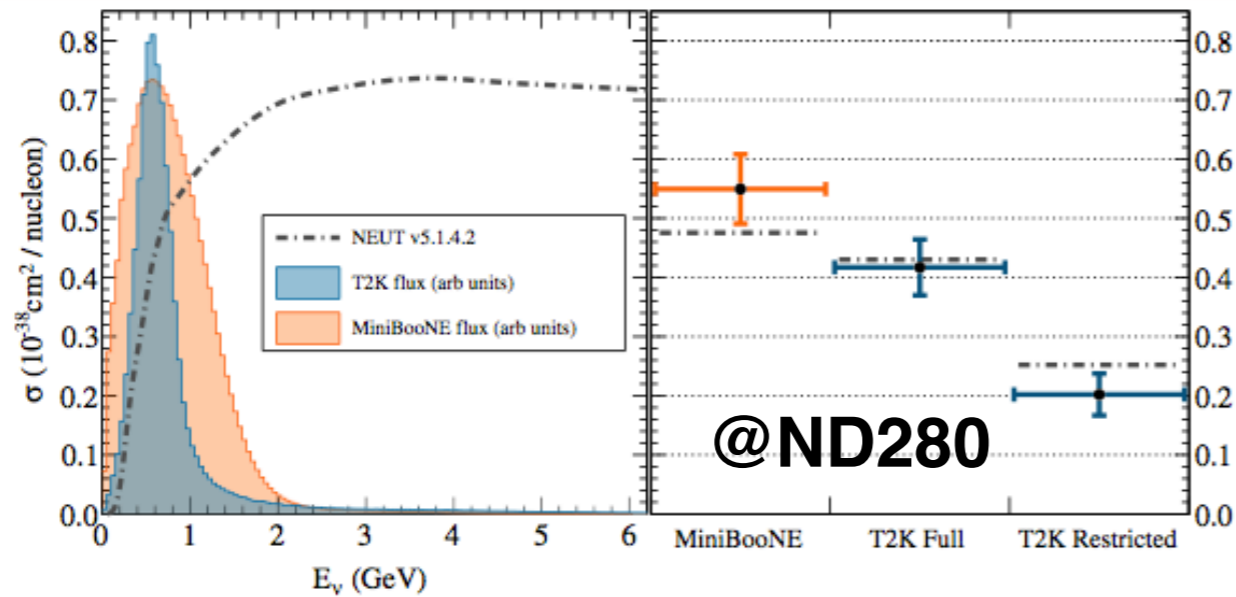 σ (10⁻³⁸cm² / nucleon)
0.8
0.7
0.6
0.5
0.4
0.3
0.2
0.1
0.0
0 1 2 3 4 5 6
E_ν (GeV)
NEUT v5.1.4.2
T2K flux (arb units)
MiniBooNE flux (arb units)
@ND280
0.8
0.7
0.6
0.5
0.4
0.3
0.2
0.1
0.0
MiniBooNE T2K Full T2K Restricted